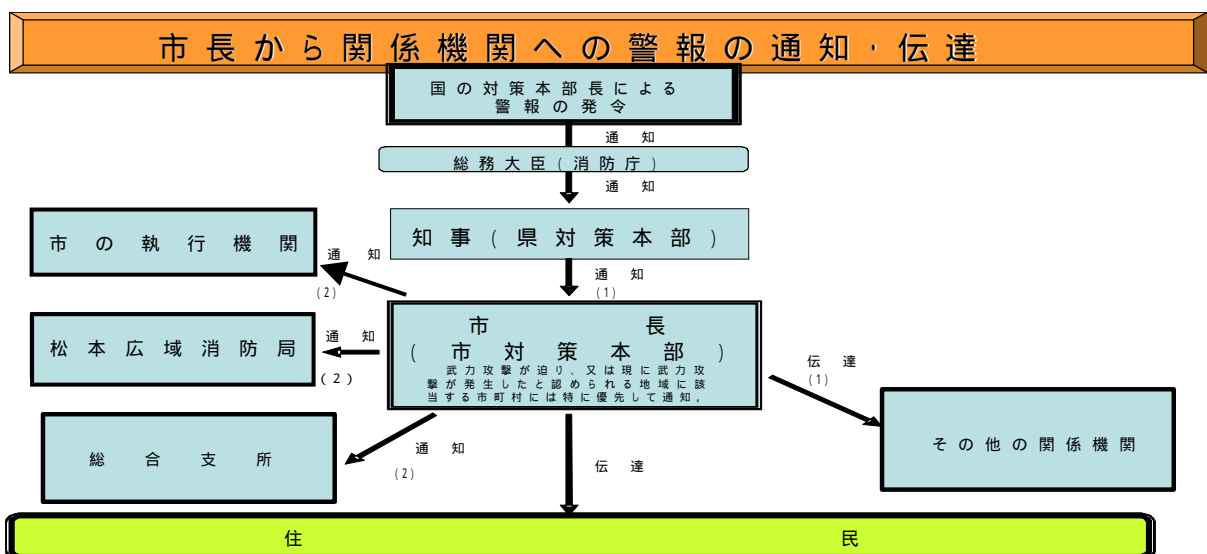 市長から関係機関への警報の通知・伝達
国の対策本部長による
警報の発令
通知
総務大臣(消防庁)
通知
知事(県対策本部)
市の執行機関
通知
(2)
通知
(1)
市長
(市対策本部)
武力攻撃が迫り、又は現に武力攻
撃が発生したと認められる地域に該
当する市町村には特に優先して通知。
松本広域消防局
通知
(2)
伝達
(1)
総合支所
通知
(2)
伝達
その他の関係機関
住民